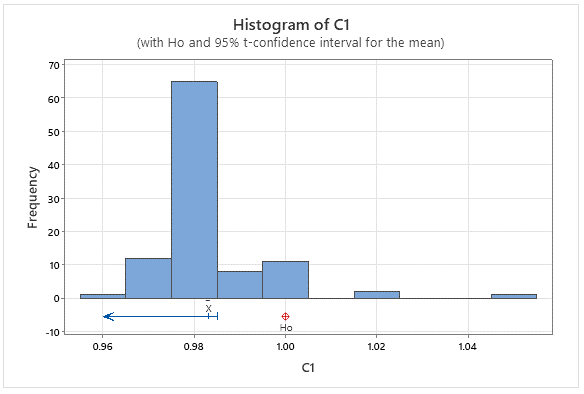 Histogram of C1
(with Ho and 95% t-confidence interval for the mean)
70
60
50
40
30
20
10
0
-10
Frequency
X̄
Ho
0.96 0.98 1.00 1.02 1.04
C1